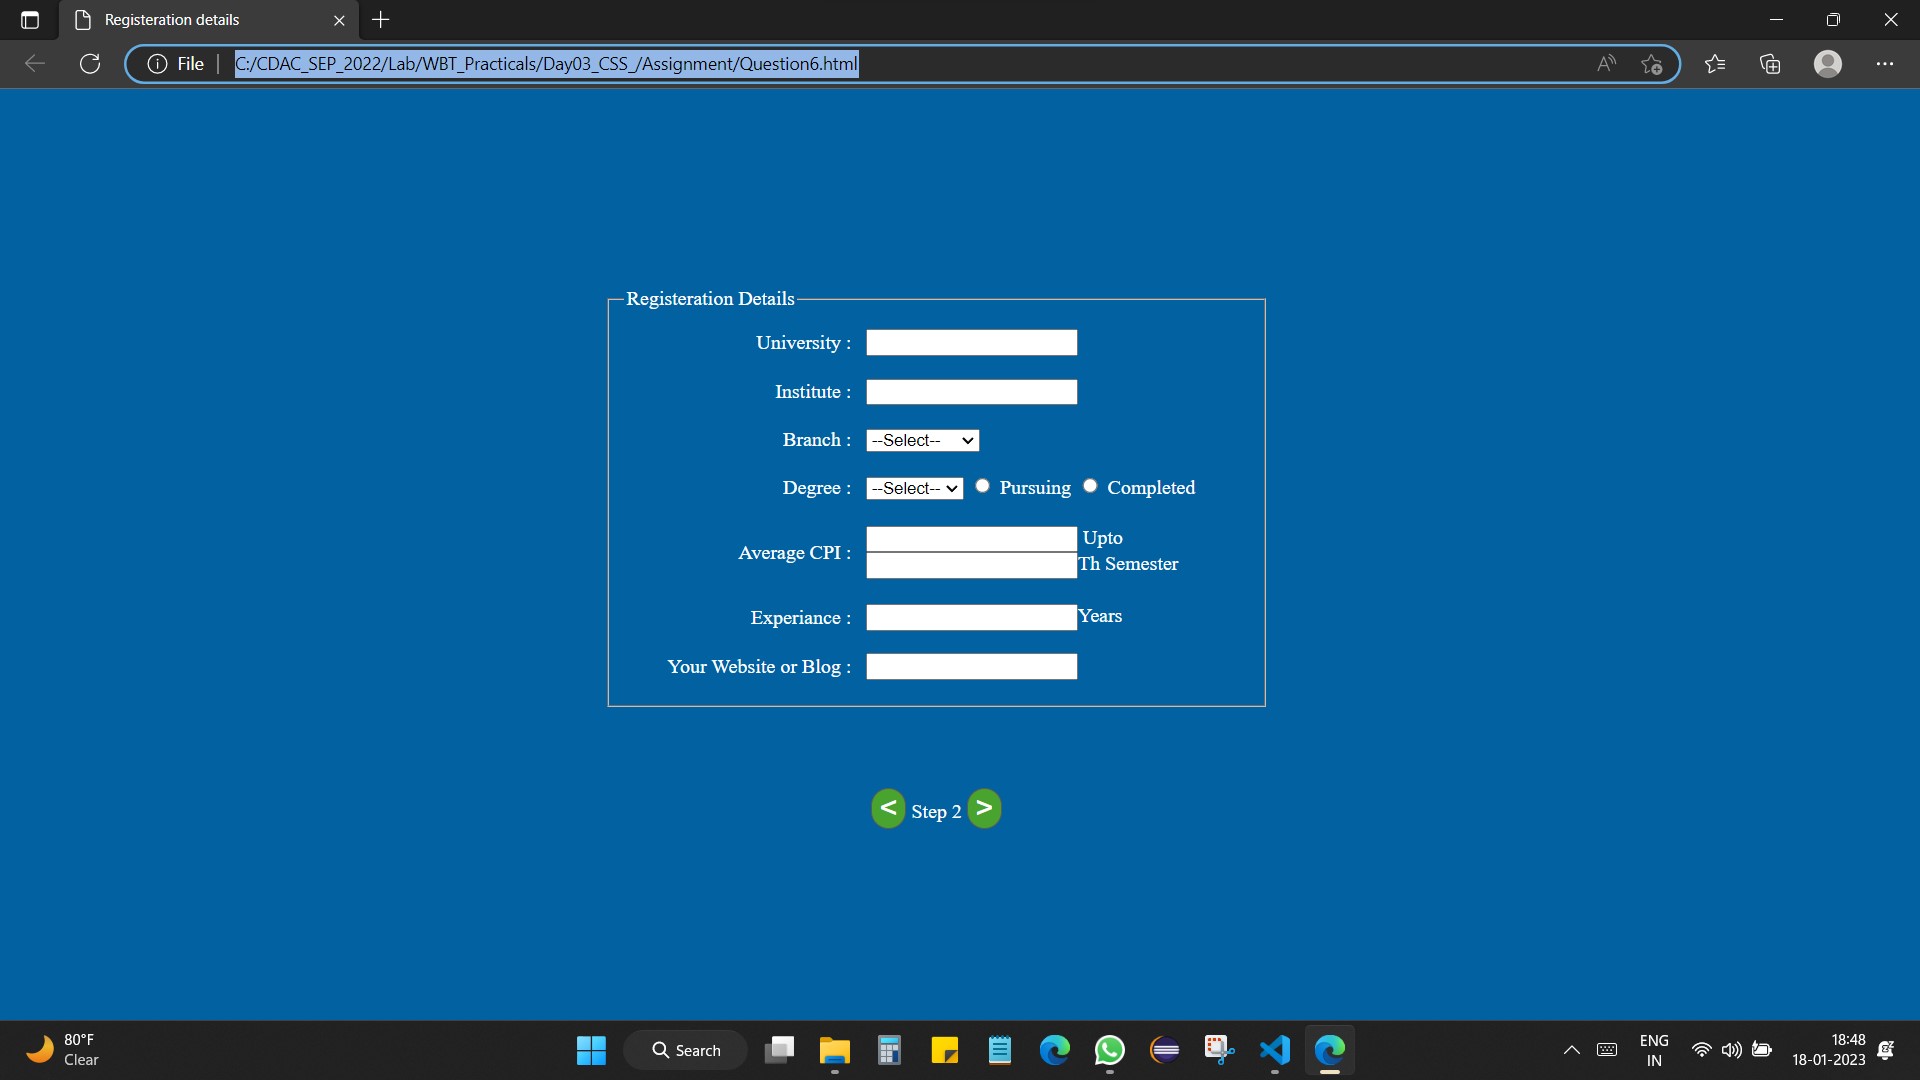 Registeration details
File C:/CDAC_SEP_2022/Lab/WBT_Practicals/Day03_CSS_/Assignment/Question6.html
Registeration Details
University :
Institute :
Branch : --Select--
Degree : --Select-- Pursuing Completed
Average CPI : Upto
Th Semester
Experiance : Years
Your Website or Blog :
< Step 2 >
80°F
Clear
Search
ENG
IN
18:48
18-01-2023